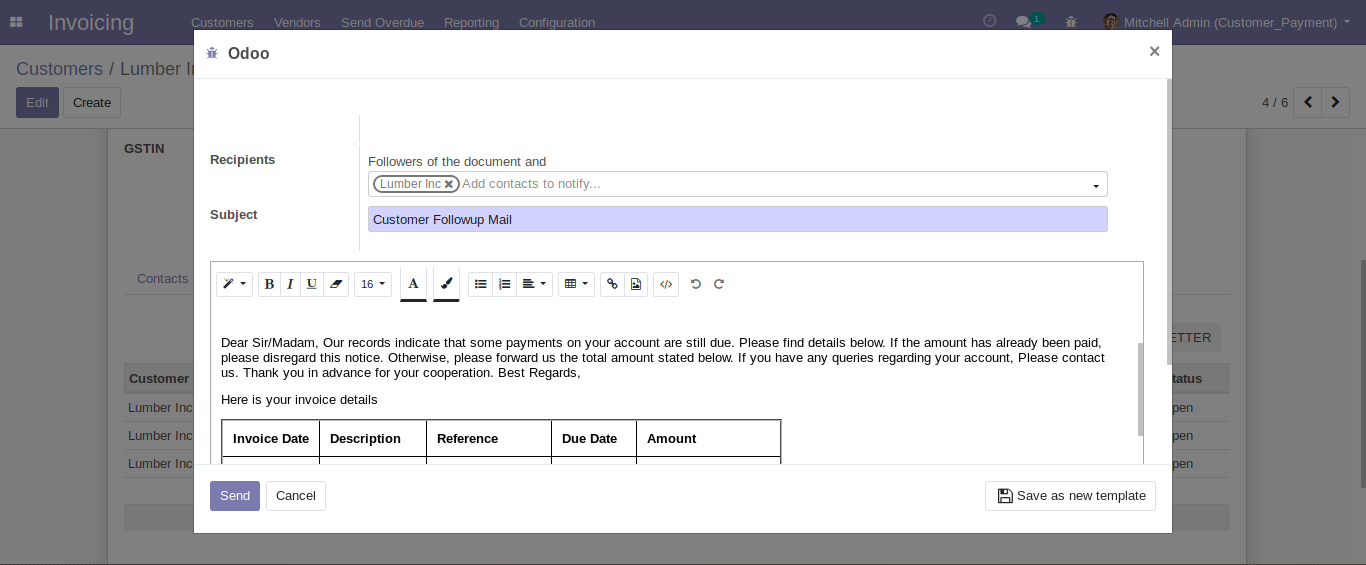 Invoicing Customers Vendors Send Overdue Reporting Configuration 1 Mitchell Admin (Customer_Payment)
Odoo ×
Customers / Lumber
Edit Create 4 / 6
GSTIN
Recipients Followers of the document and
Lumber Inc Add contacts to notify...
Subject Customer Followup Mail
Contacts
B I U 16 A </>
Dear Sir/Madam, Our records indicate that some payments on your account are still due. Please find details below. If the amount has already been paid,
please disregard this notice. Otherwise, please forward us the total amount stated below. If you have any queries regarding your account, Please contact
us. Thank you in advance for your cooperation. Best Regards,
Here is your invoice details
Invoice Date Description Reference Due Date Amount
ETTER
Customer tatus
Lumber Inc pen
Lumber Inc pen
Lumber Inc pen
Send Cancel Save as new template